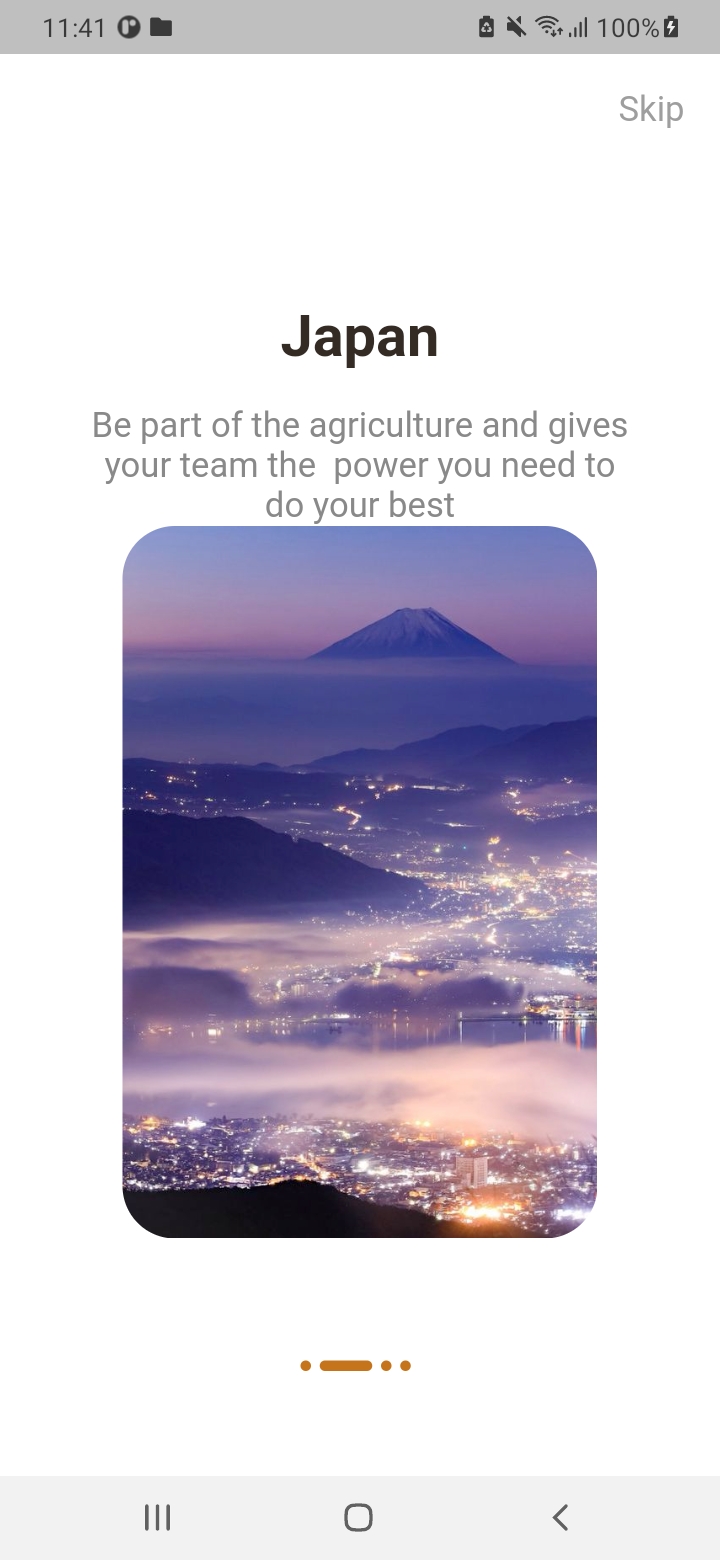 11:41 100%
Skip
Japan
Be part of the agriculture and gives
your team the  power you need to
do your best